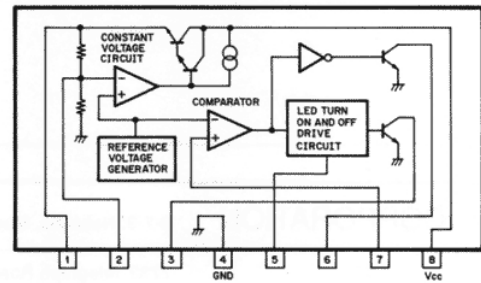 CONSTANT
VOLTAGE
CIRCUIT
COMPARATOR
REFERENCE
VOLTAGE
GENERATOR
LED TURN
ON AND OFF
DRIVE
CIRCUIT
1 2 3 4 5 6 7 8
GND Vcc